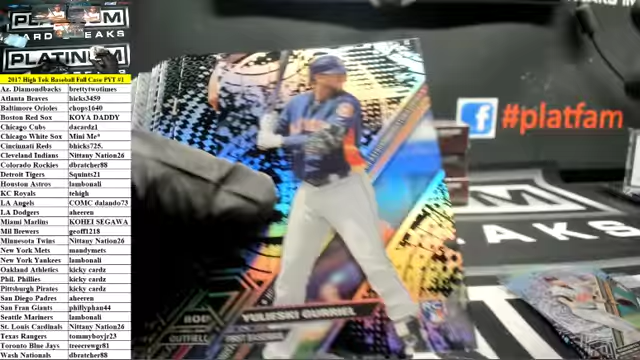 PLATINUM
CARD BREAKS
PLATINUM
2017 High Tek Baseball Full Case PYT #1
Az. Diamondbacks brettytwotimes
Atlanta Braves hicks3459
Baltimore Orioles chops1640
Boston Red Sox KOYA DADDY
Chicago Cubs dacardz1
Chicago White Sox Mini Me*
Cincinnati Reds bhicks725.
Cleveland Indians Nittany Nation26
Colorado Rockies dbratcher88
Detroit Tigers Squints21
Houston Astros lambonali
KC Royals tehigh
LA Angels COMC dalando73
LA Dodgers aheeren
Miami Marlins KOHEI SEGAWA
Mil Brewers geoff1218
Minnesota Twins Nittany Nation26
New York Mets mandymets
New York Yankees lambonali
Oakland Athletics kicky cardz
Phil. Phillies kicky cardz
Pittsburgh Pirates kicky cardz
San Diego Padres aheeren
San Fran Giants phillyphan44
Seattle Mariners lambonali
St. Louis Cardinals Nittany Nation26
Texas Rangers tommyboyjr23
Toronto Blue Jays treecrewgr81
Wash Nationals dbratcher88
f #platfam
YULIESKI GURRIEL
OUTFIELD
EAKS